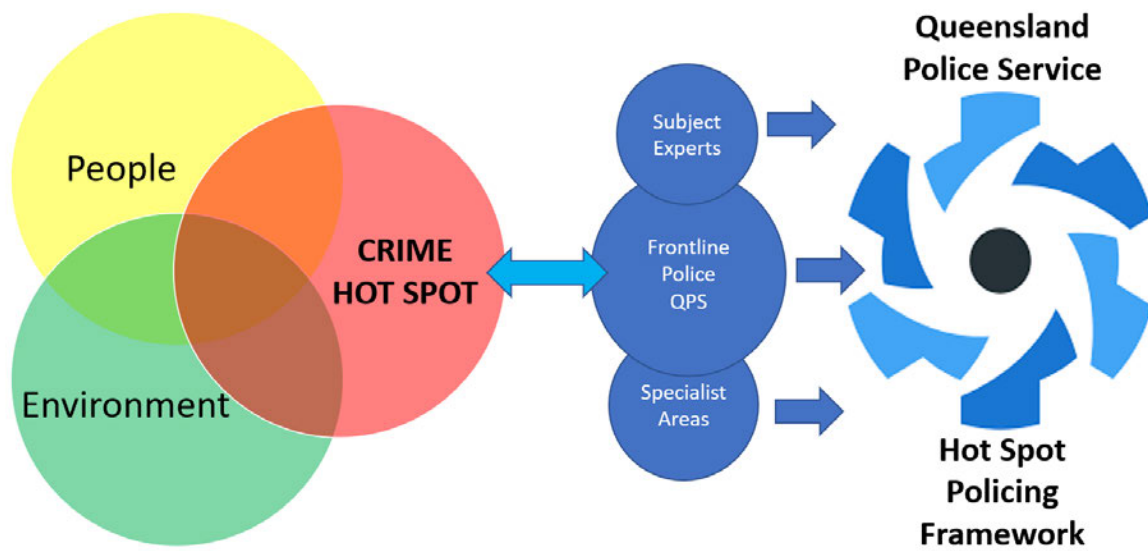 People
Environment
CRIME
HOT SPOT
Subject
Experts
Frontline
Police
QPS
Specialist
Areas
Queensland
Police Service
Hot Spot
Policing
Framework